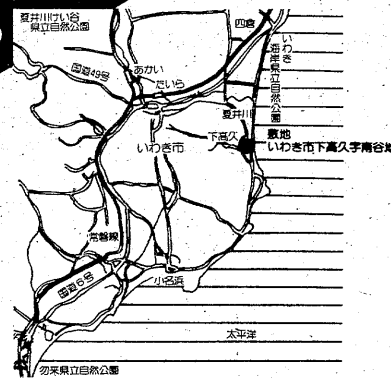 夏井川けい谷
県立自然公園
四倉
いわき
海岸県立自然公園
国道49号
あかい
たいら
夏井川
下高久
敷地
いわき市下高久字南谷地
いわき市
常磐線
国道6号
小名浜
太平洋
勿来県立自然公園